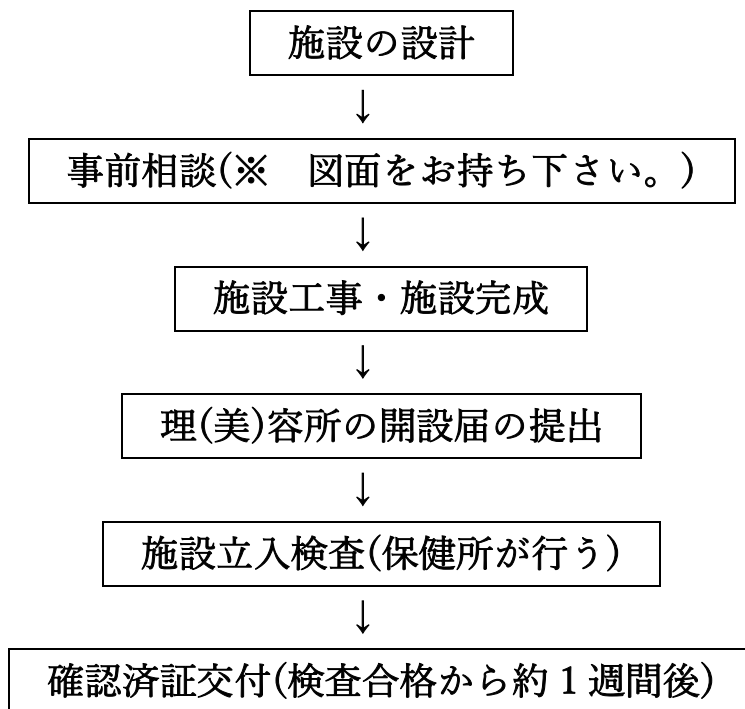 施設の設計
↓
事前相談(※　図面をお持ち下さい。)
↓
施設工事・施設完成
↓
理(美)容所の開設届の提出
↓
施設立入検査(保健所が行う)
↓
確認済証交付(検査合格から約1週間後)